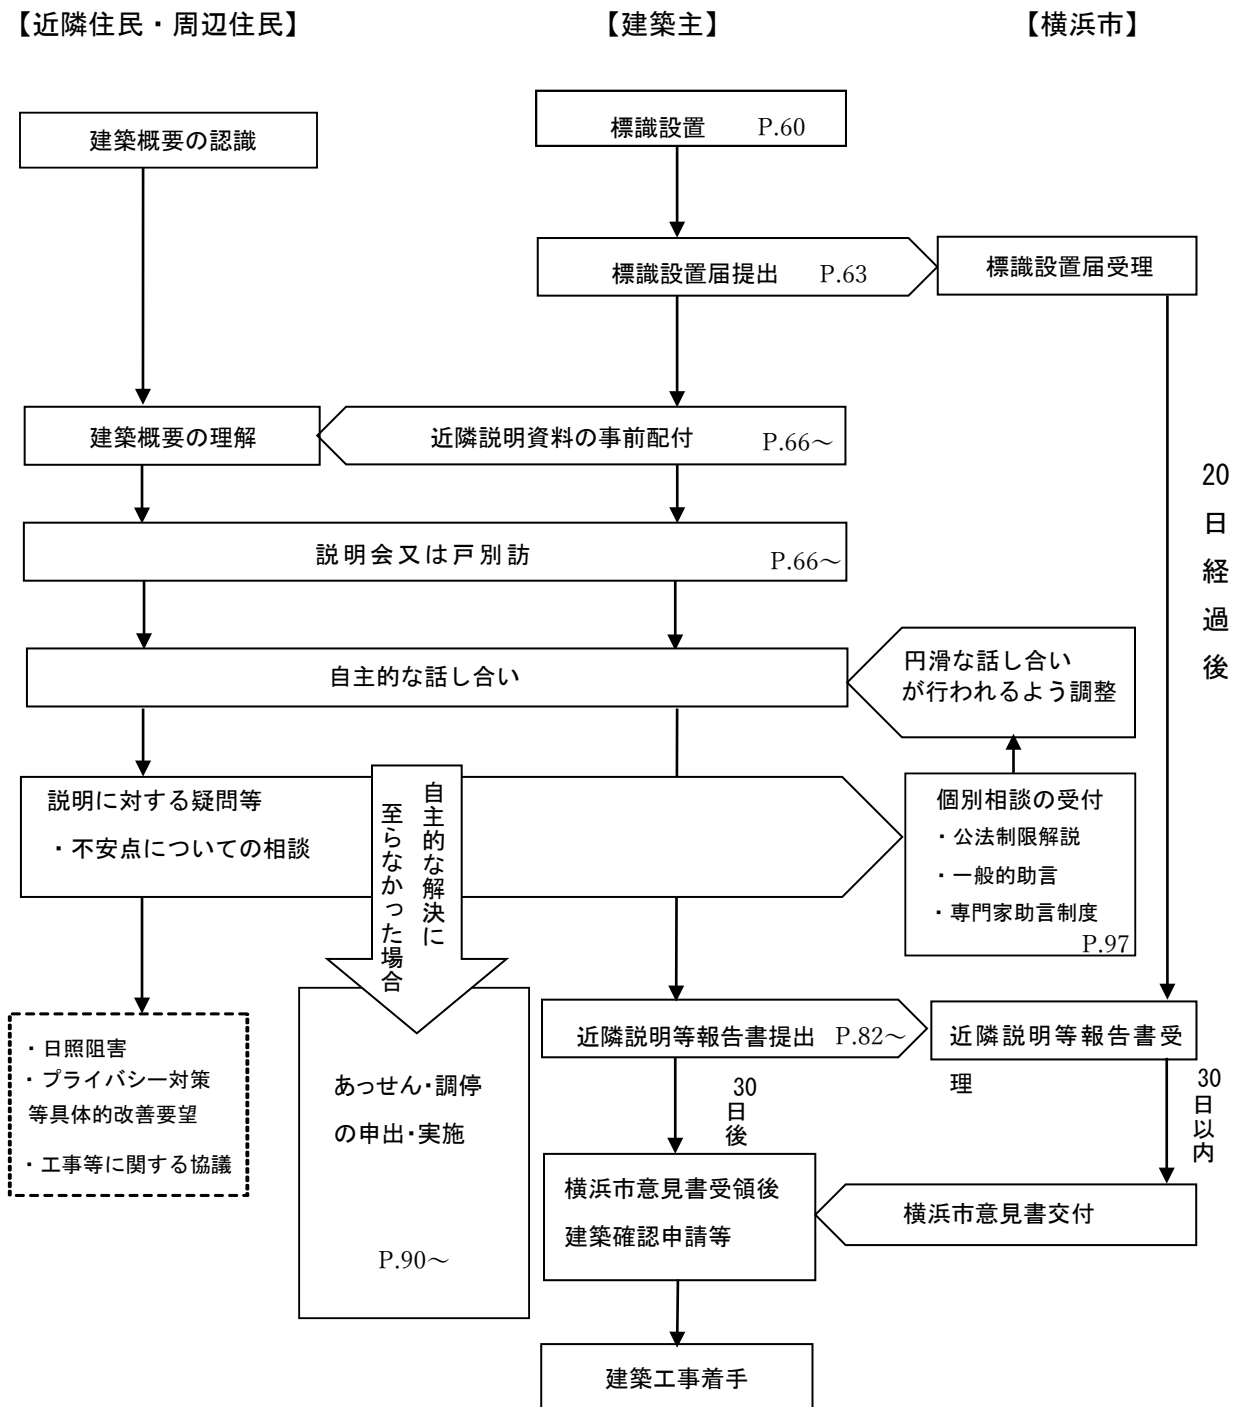 【近隣住民・周辺住民】
【建築主】
【横浜市】
建築概要の認識
標識設置 P.60
標識設置届提出 P.63
標識設置届受理
建築概要の理解
近隣説明資料の事前配付 P.66～
20日経過後
説明会又は戸別訪 P.66～
自主的な話し合い
円滑な話し合い
が行われるよう調整
説明に対する疑問等
・不安点についての相談
自主的な解決に
至らなかった場合
個別相談の受付
・公法制限解説
・一般的助言
・専門家助言制度
P.97
近隣説明等報告書提出 P.82～
近隣説明等報告書受
理
・日照阻害
・プライバシー対策
等具体的改善要望
・工事等に関する協議
あっせん・調停
の申出・実施
P.90～
30日後
30日以内
横浜市意見書受領後
建築確認申請等
横浜市意見書交付
建築工事着手